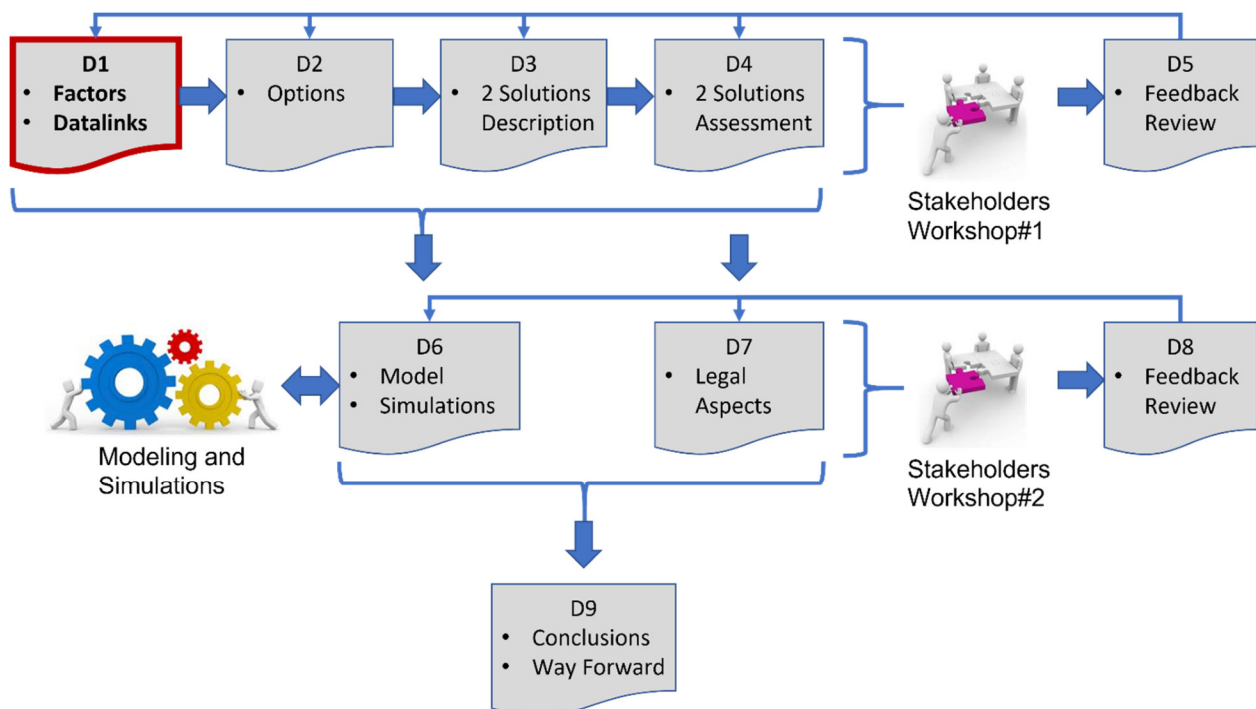 D1
• Factors
• Datalinks
D2
• Options
D3
• 2 Solutions
Description
D4
• 2 Solutions
Assessment
Stakeholders
Workshop#1
D5
• Feedback
Review
Modeling and
Simulations
D6
• Model
• Simulations
D7
• Legal
Aspects
Stakeholders
Workshop#2
D8
• Feedback
Review
D9
• Conclusions
• Way Forward